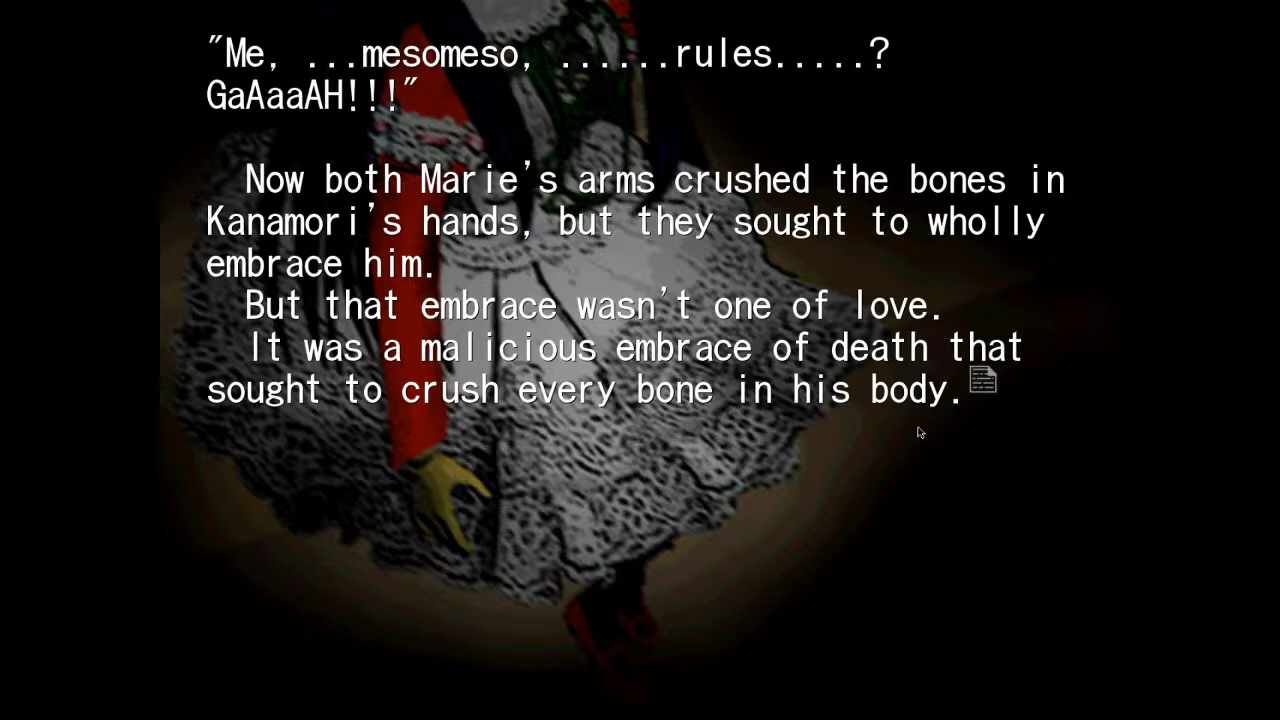 "Me, ...mesomeso, ......rules.....?
GaAaaAH!!!"
Now both Marie's arms crushed the bones in
Kanamori's hands, but they sought to wholly
embrace him.
But that embrace wasn't one of love.
It was a malicious embrace of death that
sought to crush every bone in his body.